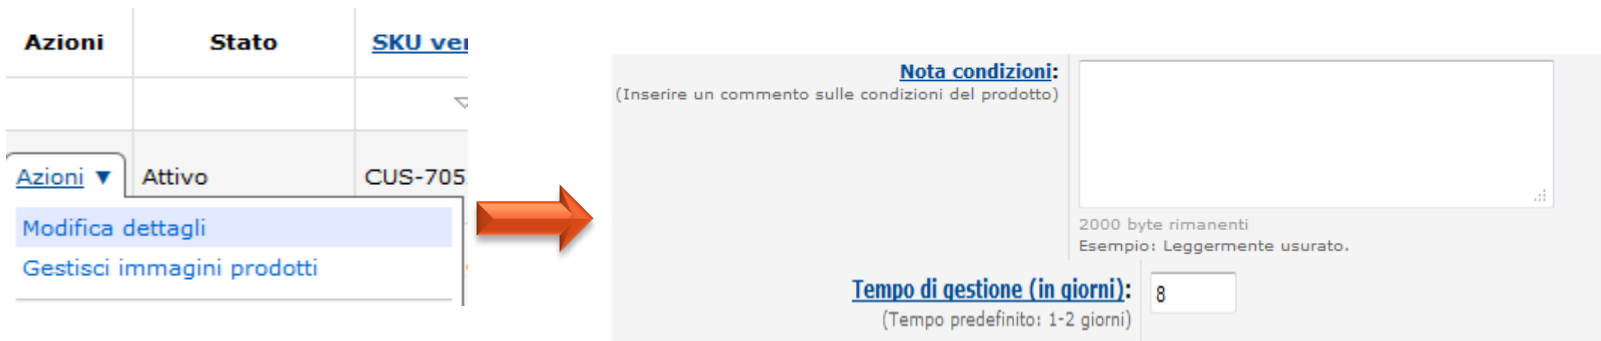 Azioni Stato SKU ver
Azioni ▼ Attivo CUS-705
Modifica dettagli
Gestisci immagini prodotti
Nota condizioni:
(Inserire un commento sulle condizioni del prodotto)
2000 byte rimanenti
Esempio: Leggermente usurato.
Tempo di gestione (in giorni): 8
(Tempo predefinito: 1-2 giorni)